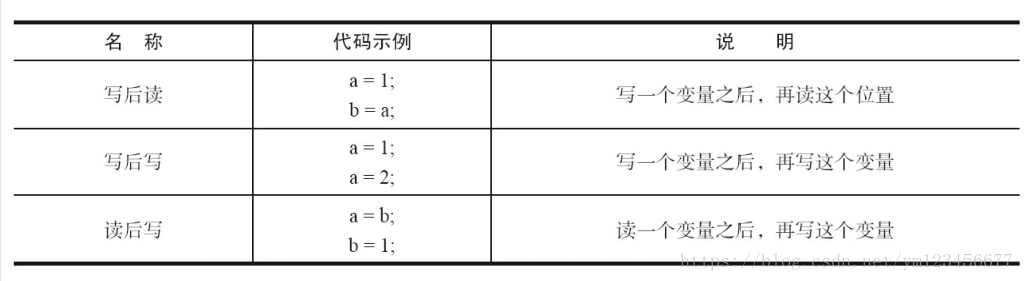 名 称 代码示例 说 明
写后读 a = 1; b = a; 写一个变量之后，再读这个位置
写后写 a = 1; a = 2; 写一个变量之后，再写这个变量
读后写 a = b; b = 1; 读一个变量之后，再写这个变量
https://blog.csdn.net/ym123456677